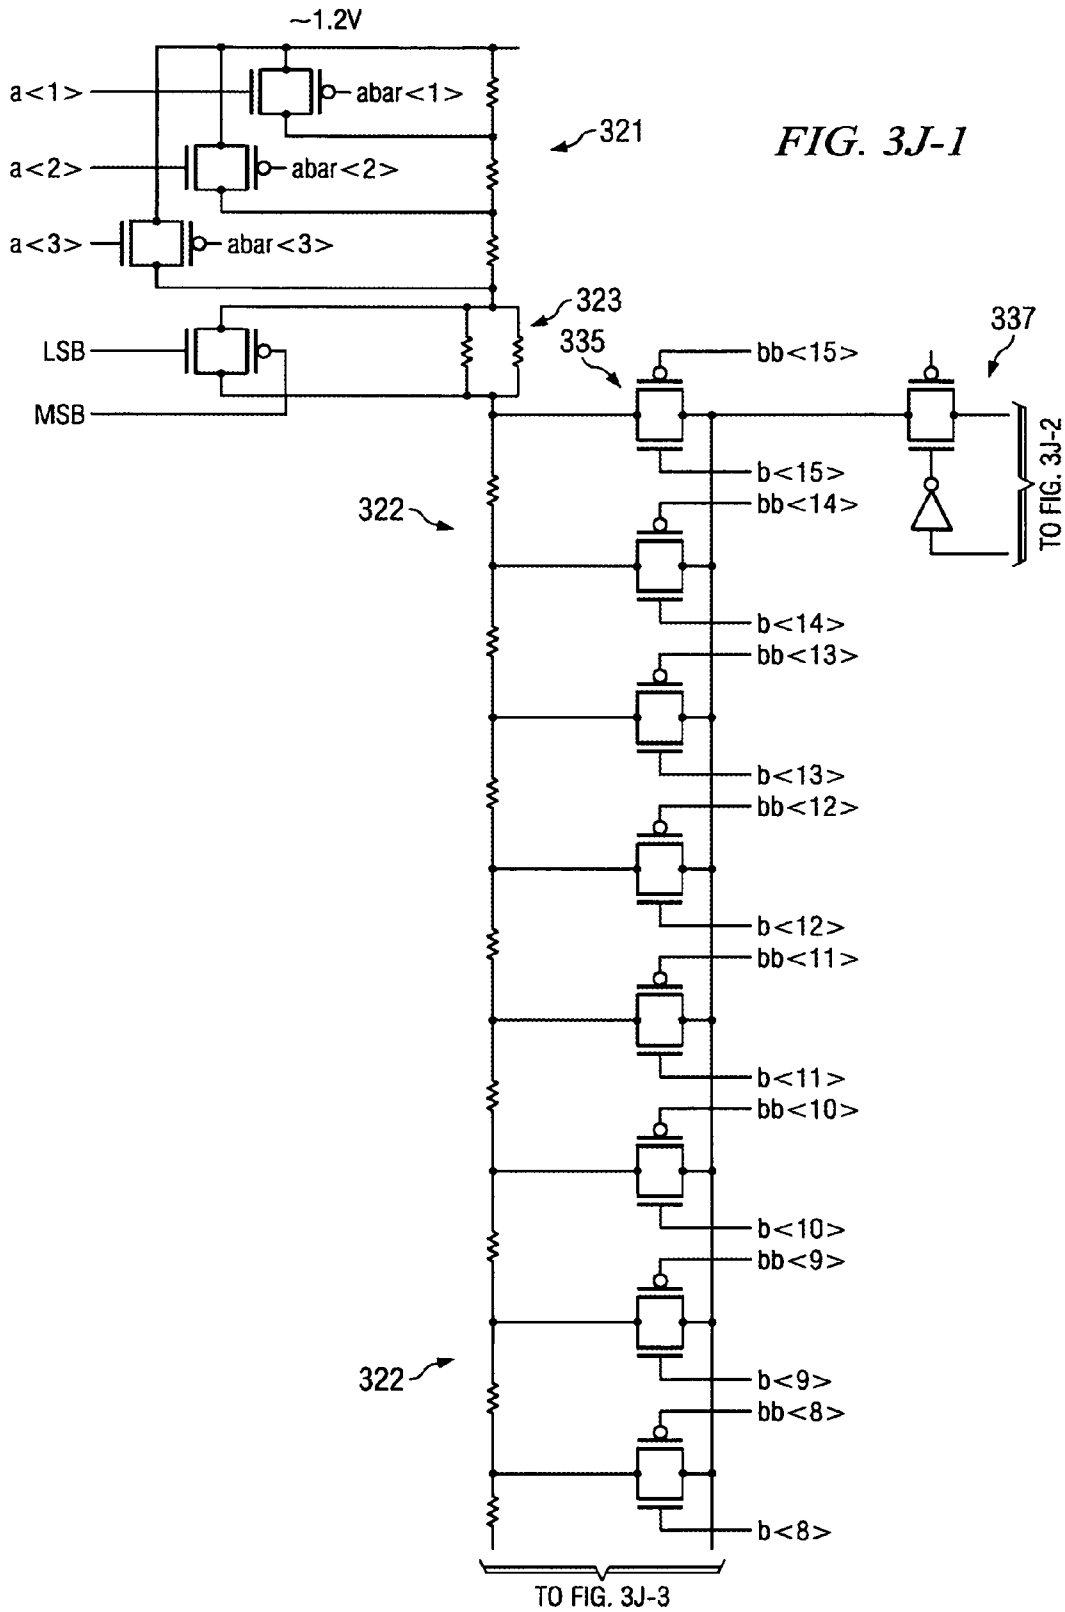 ~1.2V
a<1>
abar<1>
321
FIG. 3J-1
a<2>
abar<2>
a<3>
abar<3>
323
337
335
LSB
bb<15>
MSB
TO FIG. 3J-2
b<15>
322
bb<14>
b<14>
bb<13>
b<13>
bb<12>
b<12>
bb<11>
b<11>
bb<10>
b<10>
bb<9>
322
b<9>
bb<8>
b<8>
TO FIG. 3J-3